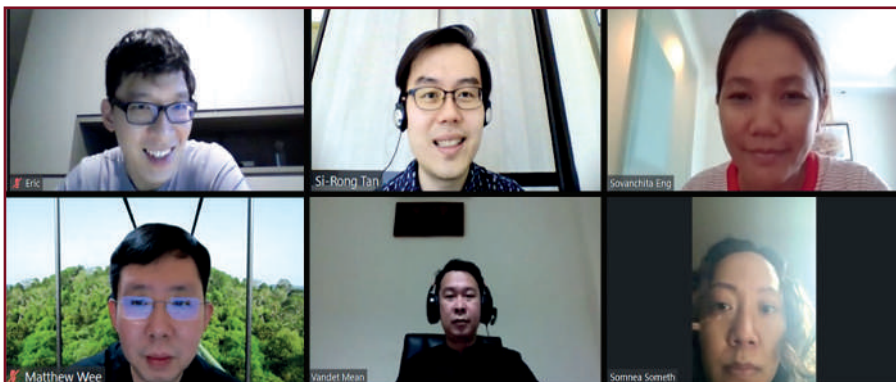 Eric
Si-Rong Tan
Sovanchita Eng
Matthew Wee
Vandet Mean
Somnea Someth